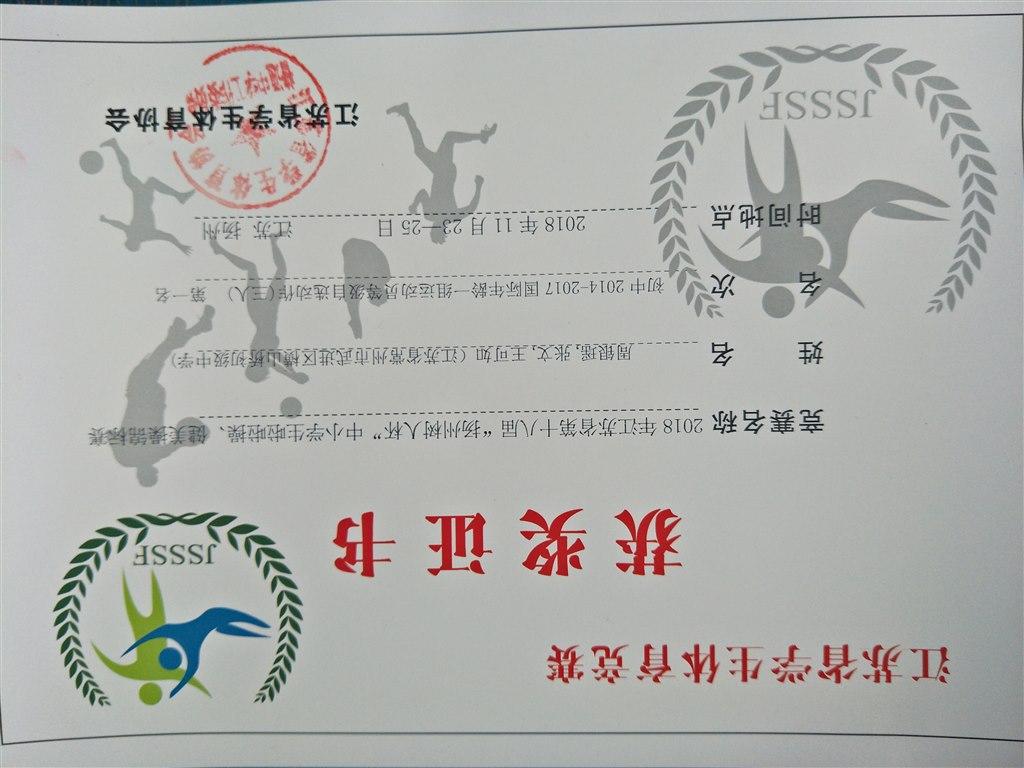 江苏省学生体育竞赛
JSSSF
获奖证书
竞赛名称 2018年江苏省第十八届“扬州树人杯”中小学生啦啦操、健美操锦标赛
姓名 周银瑶,张文,王可如（江苏省常州市武进区横山桥初级中学)
名次 初中2014-2017国际年龄一组运动员等级自选动作(三人) 第一名
时间地点 2018年11月23—25日 江苏 扬州
JSSSF
江苏省学生体育协会